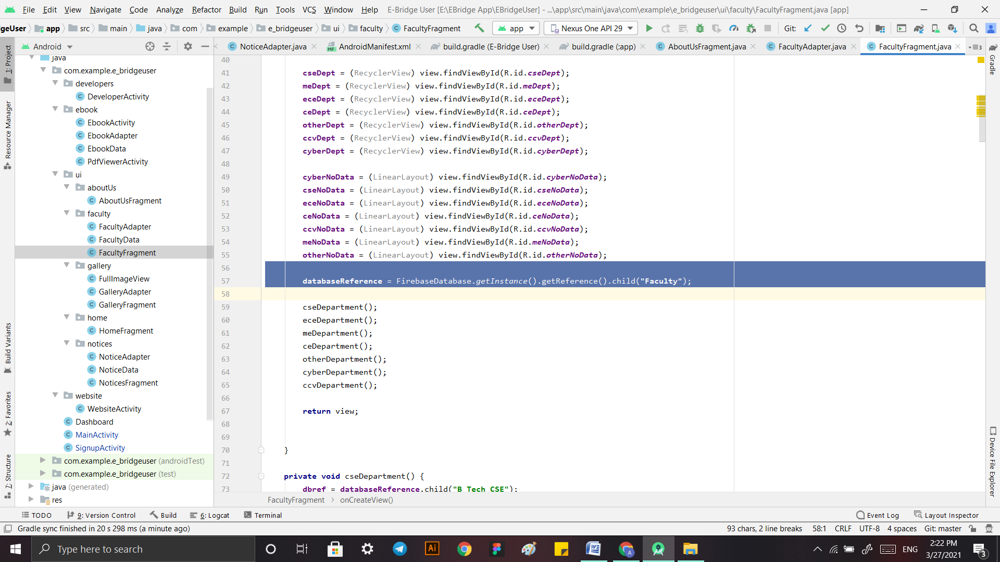 File Edit View Navigate Code Analyze Refactor Build Run Tools VCS Window Help E-Bridge User [E:\EBridge App\EBridgeUser] - ...\app\src\main\java\com\example\e_bridgeuser\ui\faculty\FacultyFragment.java [app]
dgeUser app src main java com example e_bridgeuser ui faculty FacultyFragment app Nexus One API 29 Git:
Android NoticeAdapter.java AndroidManifest.xml build.gradle (E-Bridge User) build.gradle (:app) AboutUsFragment.java FacultyAdapter.java FacultyFragment.java 3
1: Project
Resource Manager
Build Variants
2: Favorites
7: Structure
java
com.example.e_bridgeuser
developers
DeveloperActivity
ebook
EbookActivity
EbookAdapter
EbookData
PdfViewerActivity
ui
aboutUs
AboutUsFragment
faculty
FacultyAdapter
FacultyData
FacultyFragment
gallery
FullImageView
GalleryAdapter
GalleryFragment
home
HomeFragment
notices
NoticeAdapter
NoticeData
NoticesFragment
website
WebsiteActivity
Dashboard
MainActivity
SignupActivity
com.example.e_bridgeuser (androidTest)
com.example.e_bridgeuser (test)
java (generated)
res
40
41 cseDept = (RecyclerView) view.findViewById(R.id.cseDept);
42 meDept = (RecyclerView) view.findViewById(R.id.meDept);
43 eceDept = (RecyclerView) view.findViewById(R.id.eceDept);
44 ceDept = (RecyclerView) view.findViewById(R.id.ceDept);
45 otherDept = (RecyclerView) view.findViewById(R.id.otherDept);
46 ccvDept = (RecyclerView) view.findViewById(R.id.ccvDept);
47 cyberDept = (RecyclerView) view.findViewById(R.id.cyberDept);
48
49 cyberNoData = (LinearLayout) view.findViewById(R.id.cyberNoData);
50 cseNoData = (LinearLayout) view.findViewById(R.id.cseNoData);
51 eceNoData = (LinearLayout) view.findViewById(R.id.eceNoData);
52 ceNoData = (LinearLayout) view.findViewById(R.id.ceNoData);
53 ccvNoData = (LinearLayout) view.findViewById(R.id.ccvNoData);
54 meNoData = (LinearLayout) view.findViewById(R.id.meNoData);
55 otherNoData = (LinearLayout) view.findViewById(R.id.otherNoData);
56
57 databaseReference = FirebaseDatabase.getInstance().getReference().child("Faculty");
58
59 cseDepartment();
60 eceDepartment();
61 meDepartment();
62 ceDepartment();
63 otherDepartment();
64 cyberDepartment();
65 ccvDepartment();
66
67 return view;
68
69
70 }
71
72 private void cseDepartment() {
73 dbref = databaseReference.child("B Tech CSE");
FacultyFragment onCreateView()
Gradle
Device File Explorer
TODO 9: Version Control Build 6: Logcat Terminal Event Log Layout Inspector
Gradle sync finished in 20 s 298 ms (a minute ago) 93 chars, 2 line breaks 58:1 CRLF UTF-8 4 spaces Git: master
Type here to search Ai ENG 2:22 PM
3/27/2021 3